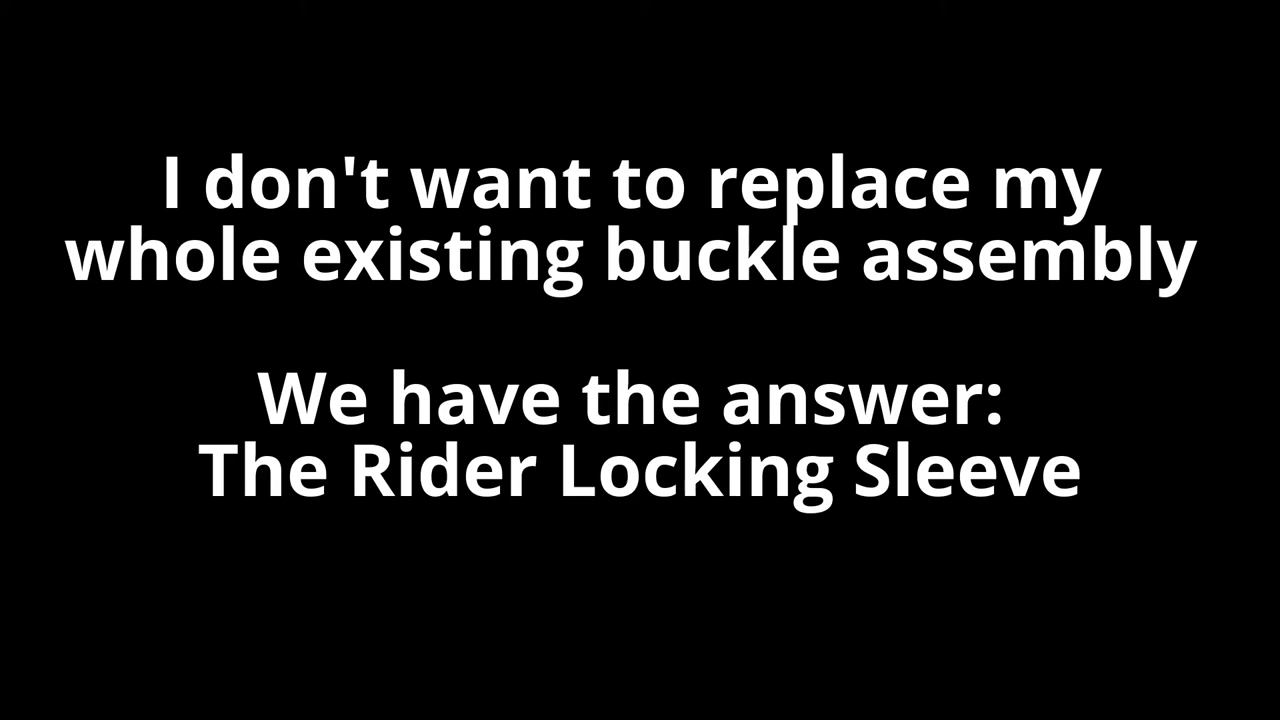 I don't want to replace my
whole existing buckle assembly
We have the answer:
The Rider Locking Sleeve